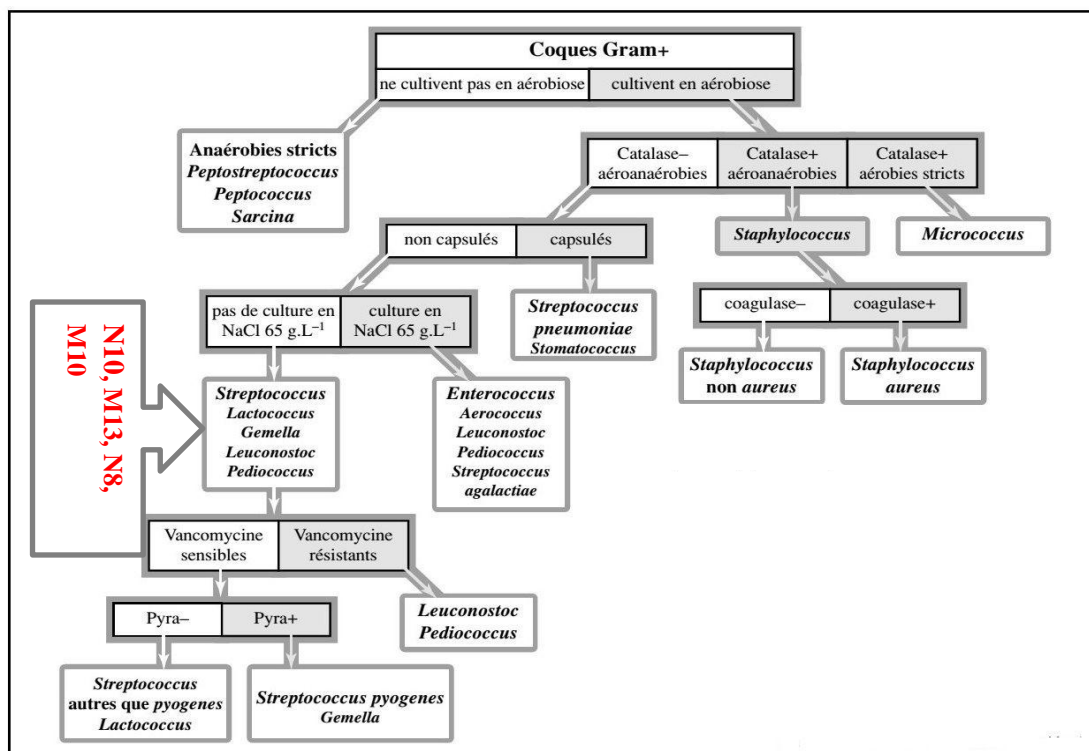 Coques Gram+
ne cultivent pas en aérobiose
cultivent en aérobiose
Anaérobies stricts
Peptostreptococcus
Peptococcus
Sarcina
Catalase–
aéroanaérobies
Catalase+
aéroanaérobies
Catalase+
aérobies stricts
non capsulés
capsulés
Staphylococcus
Micrococcus
pas de culture en
NaCl 65 g.L–1
culture en
NaCl 65 g.L–1
Streptococcus
pneumoniae
Stomatococcus
coagulase–
coagulase+
Staphylococcus
non aureus
Staphylococcus
aureus
N10, M13, N8,
M10
Streptococcus
Lactococcus
Gemella
Leuconostoc
Pediococcus
Enterococcus
Aerococcus
Leuconostoc
Pediococcus
Streptococcus
agalactiae
Vancomycine
sensibles
Vancomycine
résistants
Pyra–
Pyra+
Leuconostoc
Pediococcus
Streptococcus
autres que pyogenes
Lactococcus
Streptococcus pyogenes
Gemella